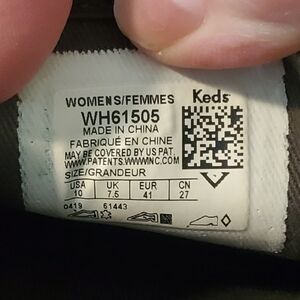 WOMENS/FEMMES Keds
WH61505
MADE IN CHINA
FABRIQUÉ EN CHINE
MAY BE COVERED BY US PAT.
WWW.PATENTS.WWWINC.COM
SIZE/GRANDEUR
USA UK EUR CN
10 7.5 41 27
0419 61443